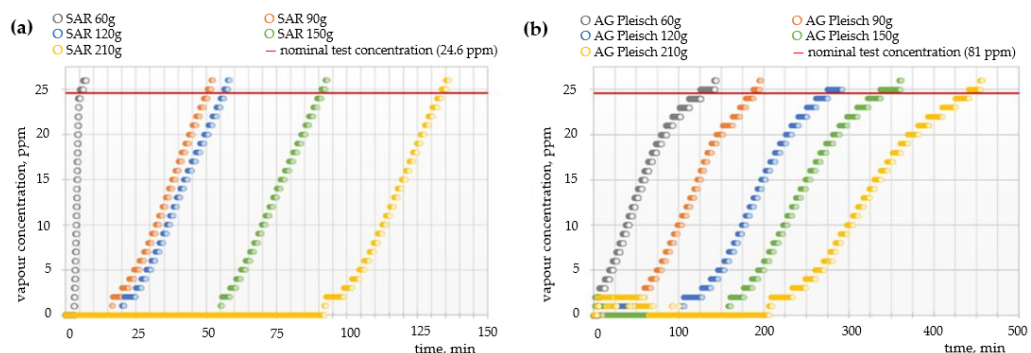 (a)
SAR 60g
SAR 90g
SAR 120g
SAR 150g
SAR 210g
nominal test concentration (24.6 ppm)
vapour concentration, ppm
25
20
15
10
5
0
0 25 50 75 100 125 150
time, min
(b)
AG Pleisch 60g
AG Pleisch 90g
AG Pleisch 120g
AG Pleisch 150g
AG Pleisch 210g
nominal test concentration (81 ppm)
vapour concentration, ppm
25
20
15
10
5
0
0 100 200 300 400 500
time, min